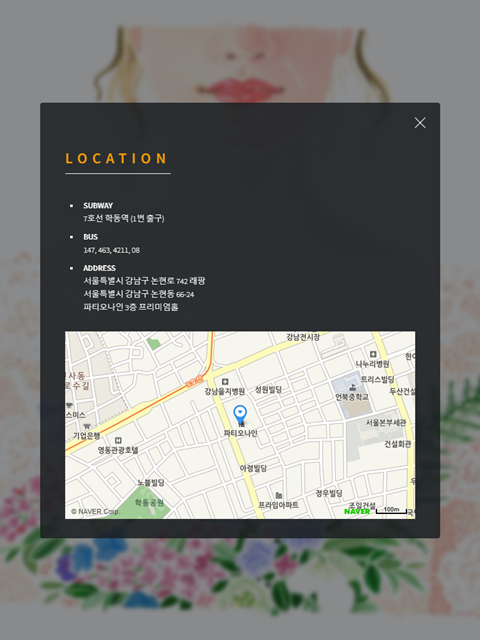 LOCATION
SUBWAY
7호선 학동역 (1번 출구)
BUS
147, 463, 4211, 08
ADDRESS
서울특별시 강남구 논현로 742 래팡
서울특별시 강남구 논현동 66-24
파티오나인 3층 프리미엄홀
강남전시장
나누리병원
사동
로수길
강남을지병원
성원빌딩
트리스빌딩
언북중학교
두산건설
스미스
기업은행
파티오나인
서울본부세관
영동관광호텔
건설회관
아령빌딩
노블빌딩
정우빌딩
학동공원
프라임아파트
조일건설
© NAVER Corp.
NAVER
100m